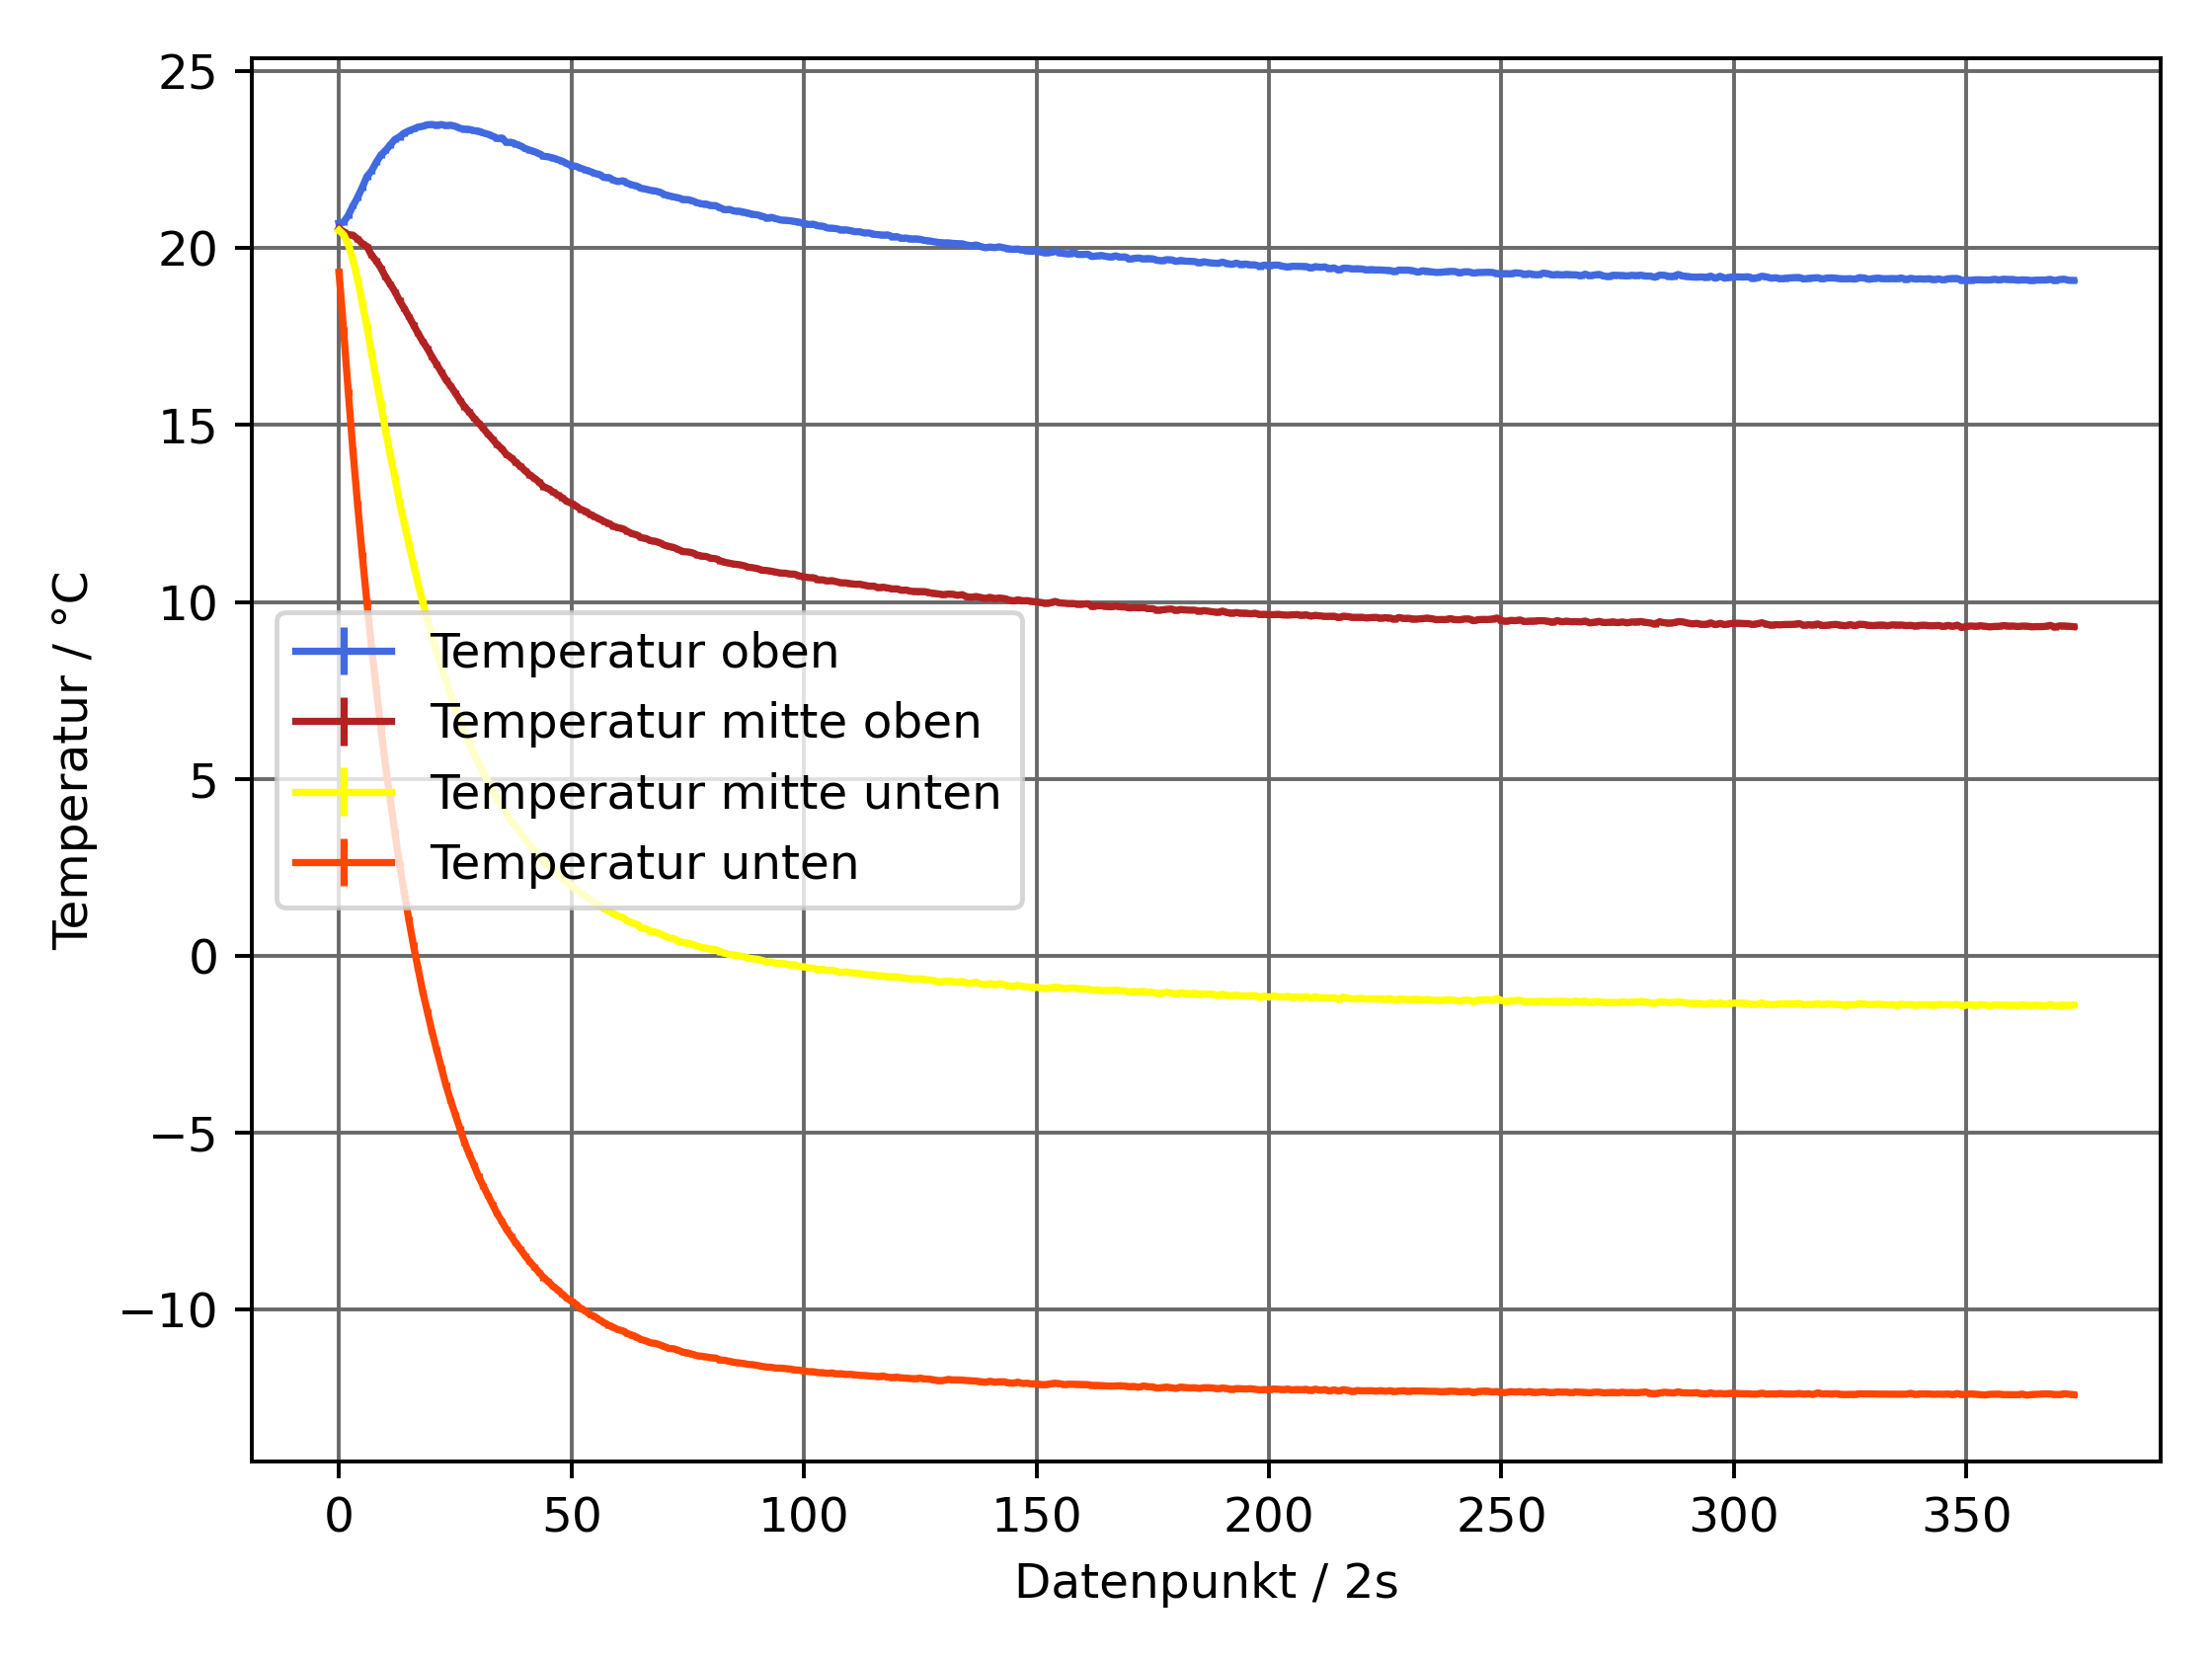 25
20
15
10
5
0
−5
−10
Temperatur / °C
Temperatur oben
Temperatur mitte oben
Temperatur mitte unten
Temperatur unten
0 50 100 150 200 250 300 350
Datenpunkt / 2s